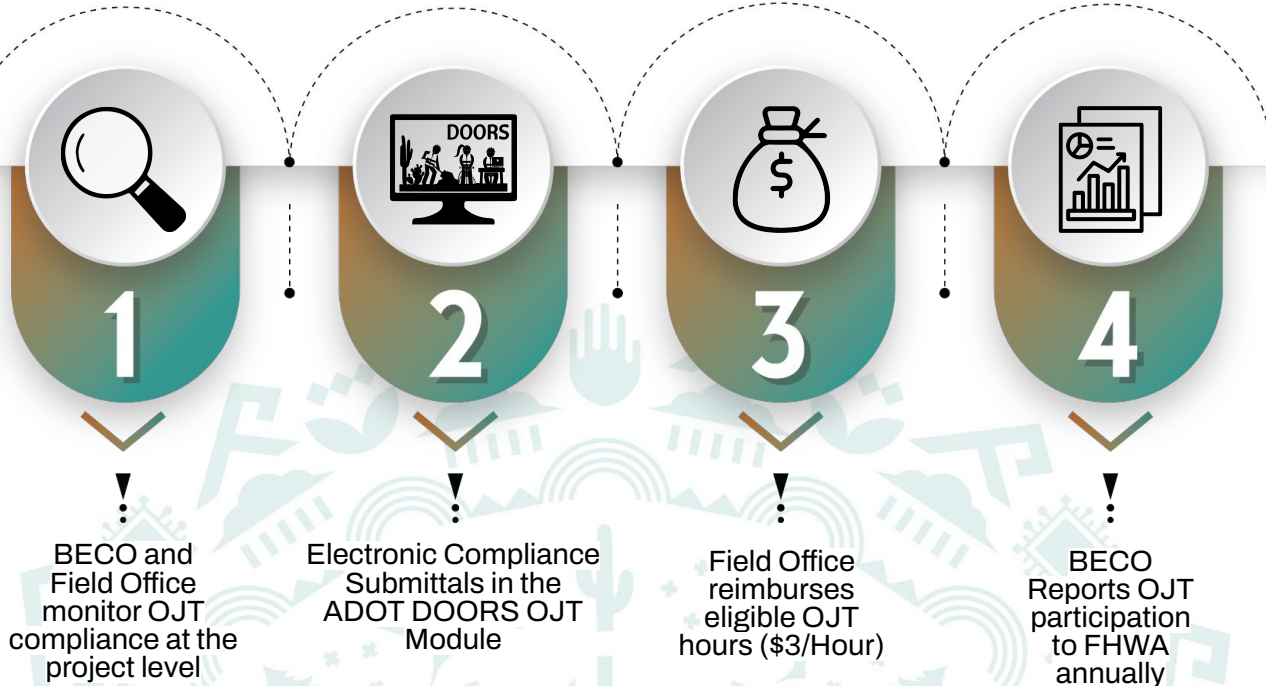 1
BECO and
Field Office
monitor OJT
compliance at the
project level
DOORS
2
Electronic Compliance
Submittals in the
ADOT DOORS OJT
Module
$
3
Field Office
reimburses
eligible OJT
hours ($3/Hour)
4
BECO
Reports OJT
participation
to FHWA
annually